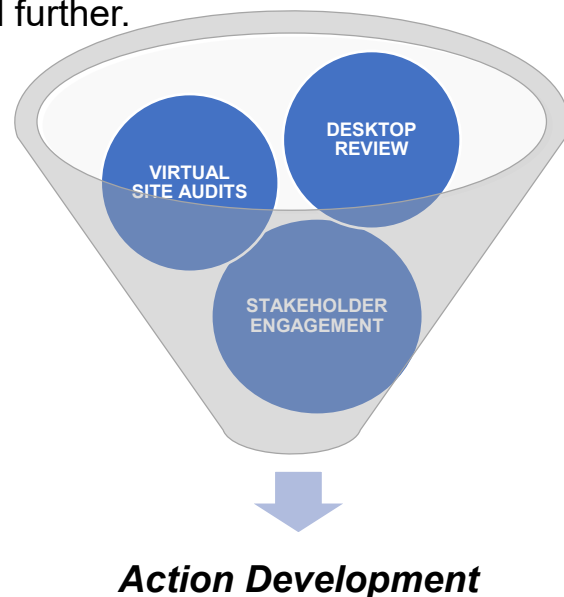 further.
DESKTOP
REVIEW
VIRTUAL
SITE AUDITS
STAKEHOLDER
ENGAGEMENT
Action Development